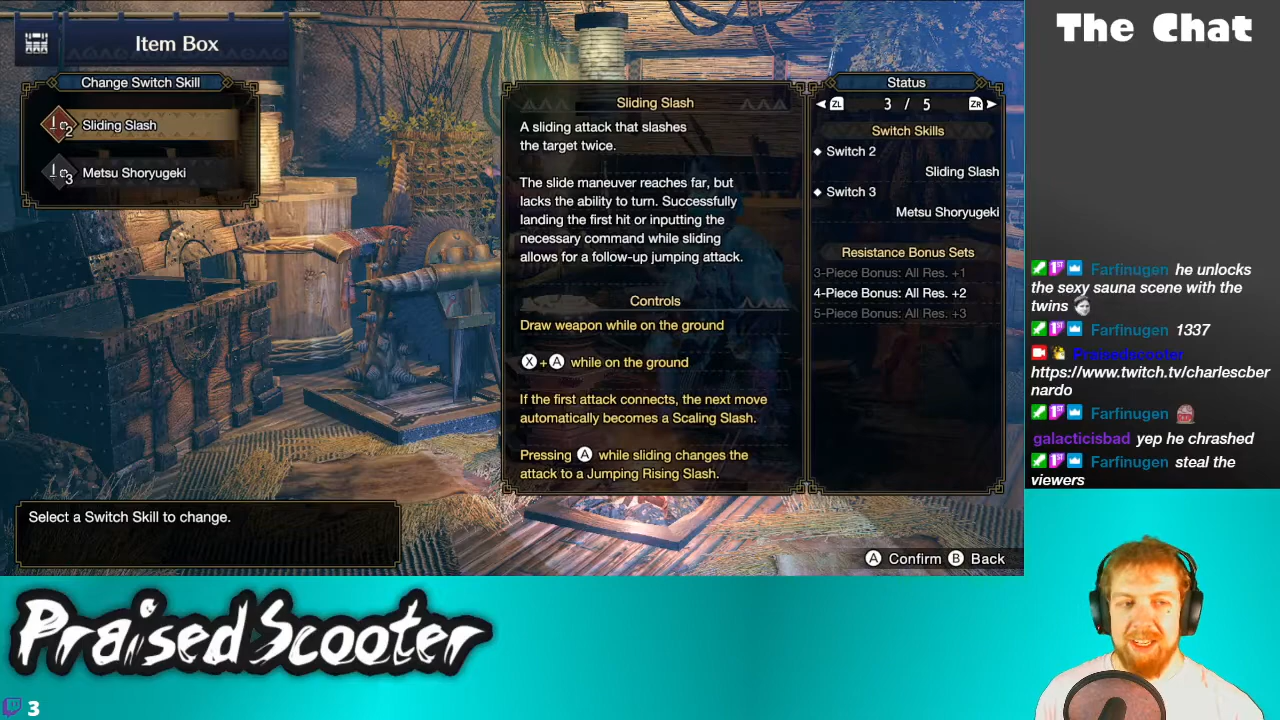 Item Box
Change Switch Skill
2 Sliding Slash
3 Metsu Shoryugeki
Select a Switch Skill to change.
Sliding Slash
A sliding attack that slashes
the target twice.
The slide maneuver reaches far, but
lacks the ability to turn. Successfully
landing the first hit or inputting the
necessary command while sliding
allows for a follow-up jumping attack.
Controls
Draw weapon while on the ground
X + A while on the ground
If the first attack connects, the next move
automatically becomes a Scaling Slash.
Pressing A while sliding changes the
attack to a Jumping Rising Slash.
Status
ZL 3 / 5 ZR
Switch Skills
Switch 2
Sliding Slash
Switch 3
Metsu Shoryugeki
Resistance Bonus Sets
3-Piece Bonus: All Res. +1
4-Piece Bonus: All Res. +2
5-Piece Bonus: All Res. +3
A Confirm B Back
The Chat
Farfinugen he unlocks
the sexy sauna scene with the
twins
Farfinugen 1337
Praisedscooter
https://www.twitch.tv/charlescber
nardo
Farfinugen
galacticisbad yep he chrashed
Farfinugen steal the
viewers
PraisedScooter
3